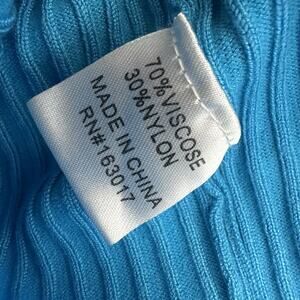 70%VISCOSE
30%NYLON
MADE IN CHINA
RN#163017